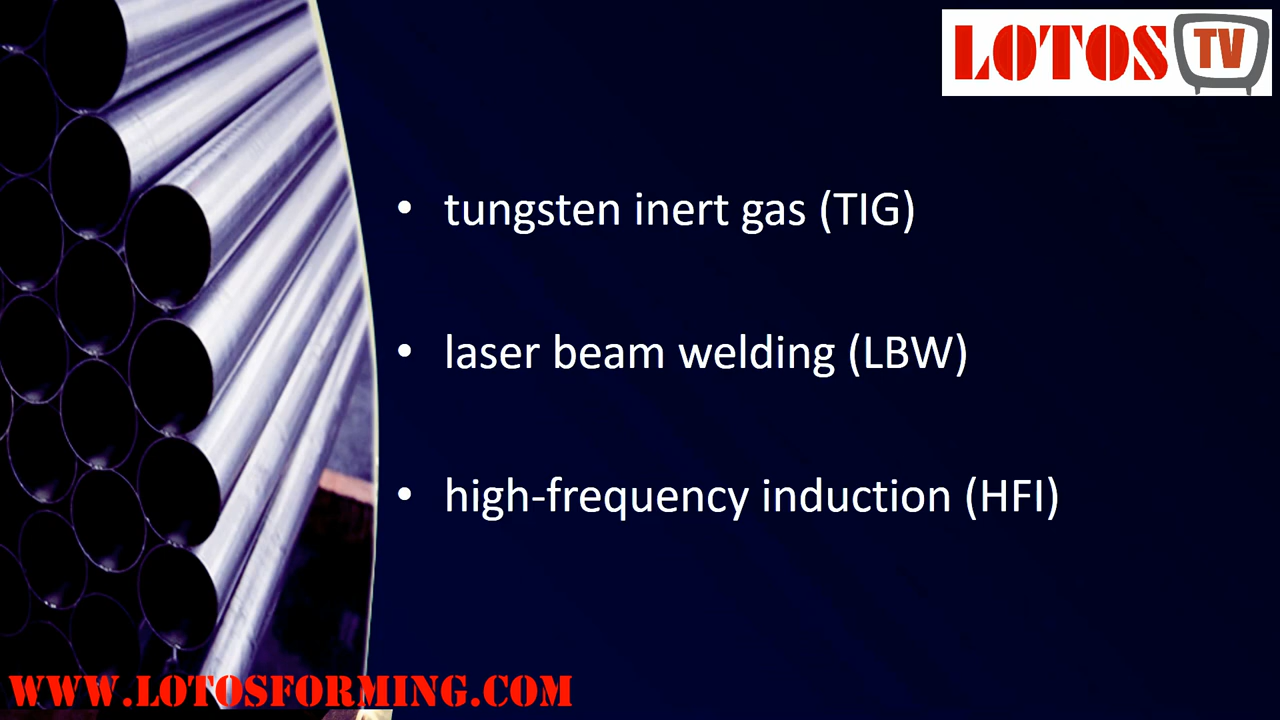 LOTOS TV
• tungsten inert gas (TIG)
• laser beam welding (LBW)
• high-frequency induction (HFI)
WWW.LOTOSFORMING.COM